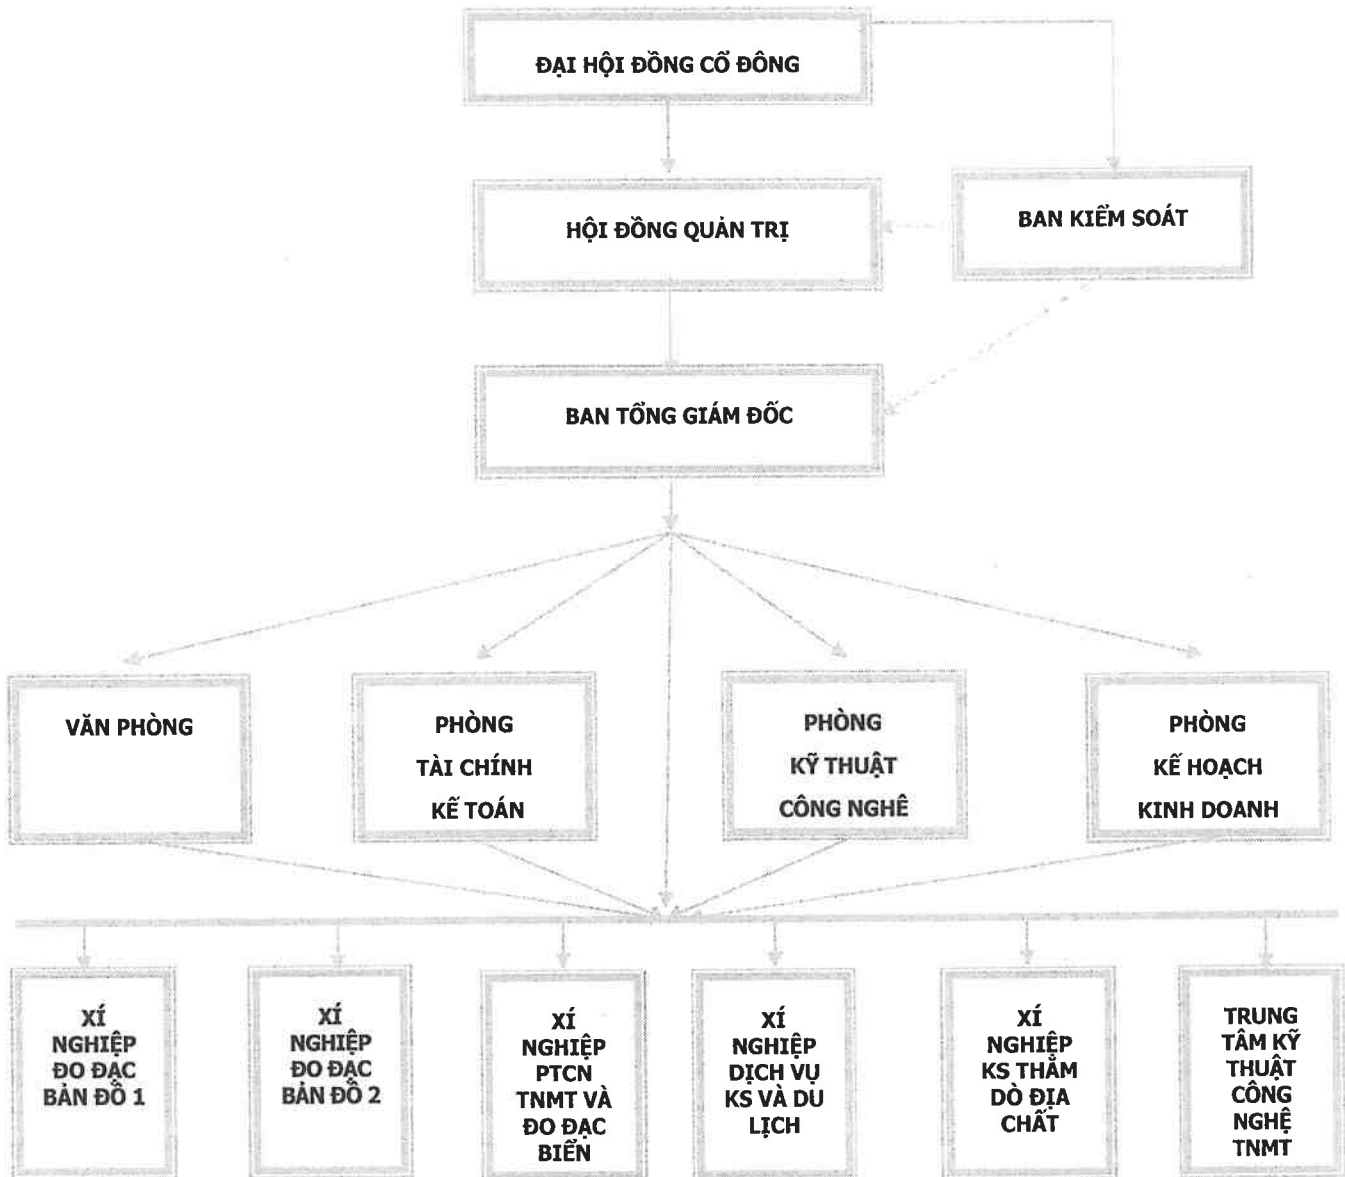 ĐẠI HỘI ĐỒNG CỔ ĐÔNG
HỘI ĐỒNG QUẢN TRỊ
BAN KIỂM SOÁT
BAN TỔNG GIÁM ĐỐC
VĂN PHÒNG
PHÒNG
TÀI CHÍNH
KẾ TOÁN
PHÒNG
KỸ THUẬT
CÔNG NGHÊ
PHÒNG
KẾ HOẠCH
KINH DOANH
XÍ
NGHIỆP
ĐO ĐẠC
BẢN ĐỒ 1
XÍ
NGHIỆP
ĐO ĐẠC
BẢN ĐỒ 2
XÍ
NGHIỆP
PTCN
TNMT VÀ
ĐO ĐẠC
BIỂN
XÍ
NGHIỆP
DỊCH VỤ
KS VÀ DU
LỊCH
XÍ
NGHIỆP
KS THĂM
DÒ ĐỊA
CHẤT
TRUNG
TÂM KỸ
THUẬT
CÔNG
NGHỆ
TNMT